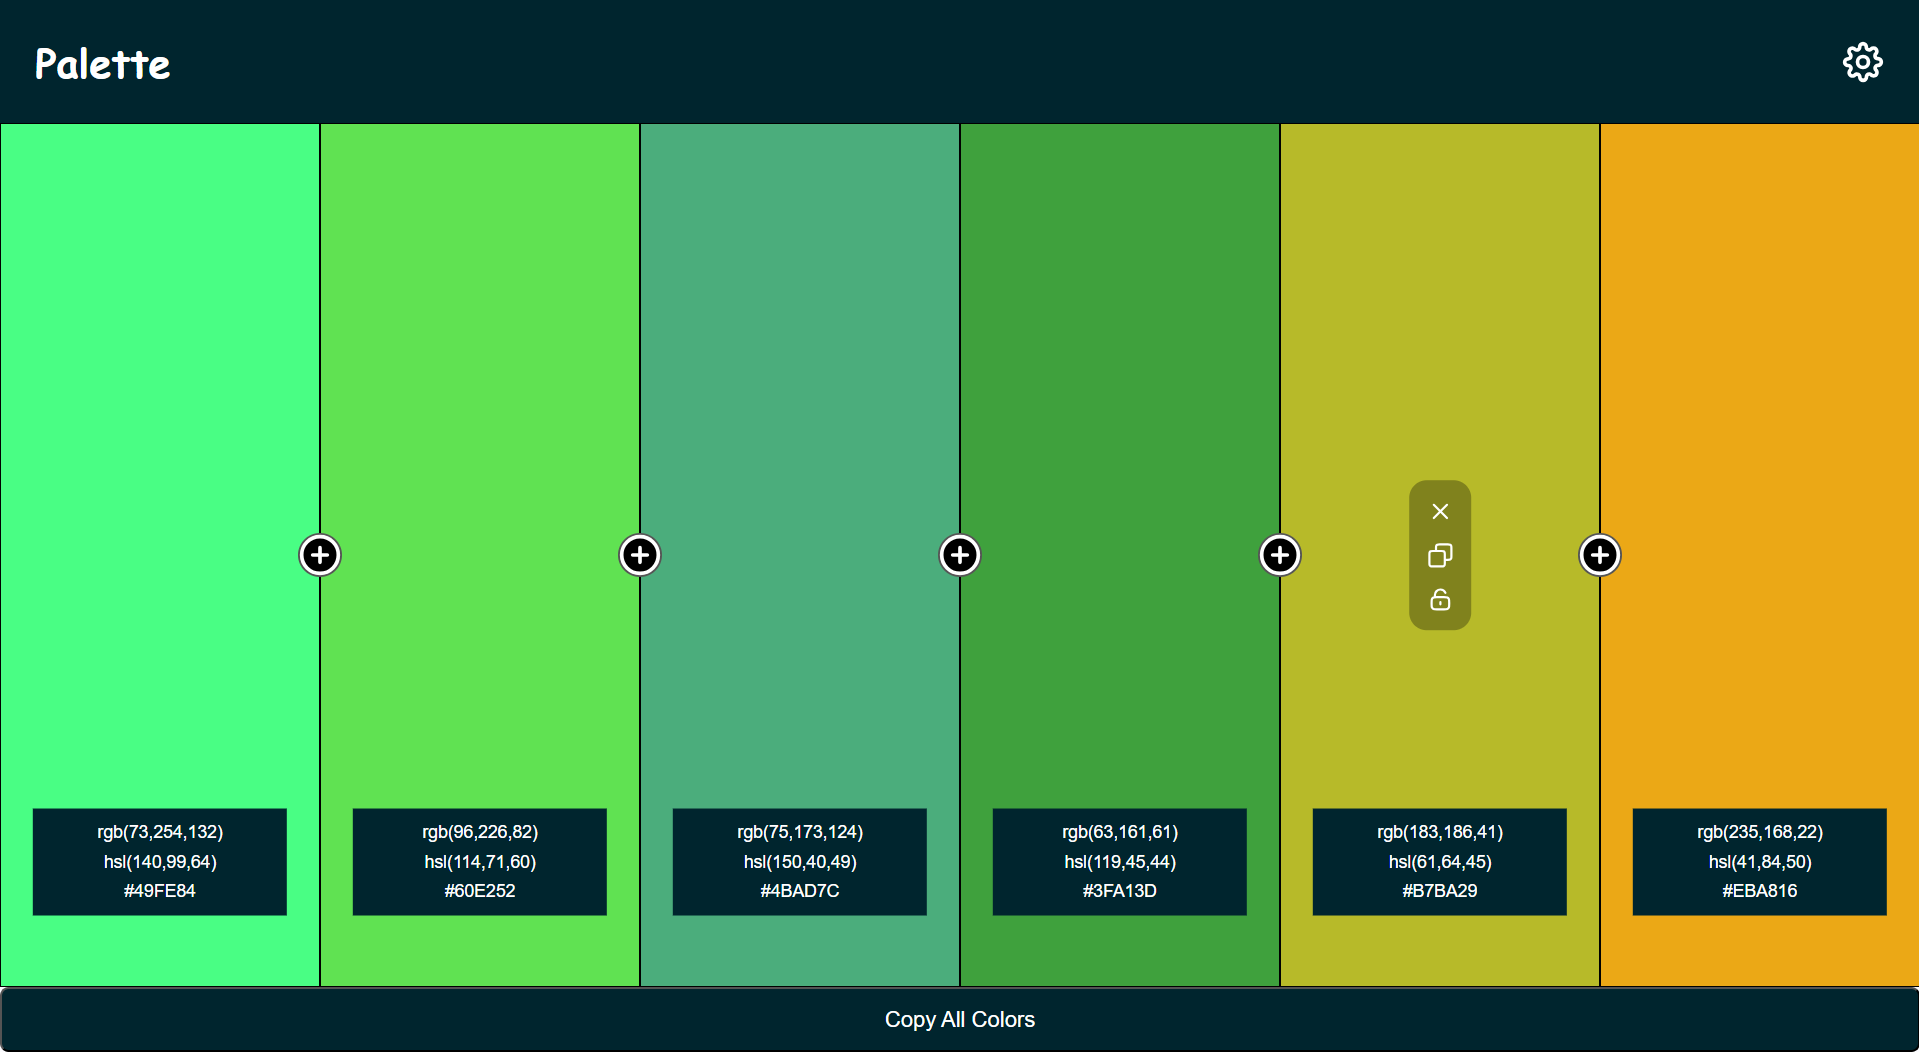 Palette
rgb(73,254,132)
hsl(140,99,64)
#49FE84
rgb(96,226,82)
hsl(114,71,60)
#60E252
rgb(75,173,124)
hsl(150,40,49)
#4BAD7C
rgb(63,161,61)
hsl(119,45,44)
#3FA13D
rgb(183,186,41)
hsl(61,64,45)
#B7BA29
rgb(235,168,22)
hsl(41,84,50)
#EBA816
Copy All Colors